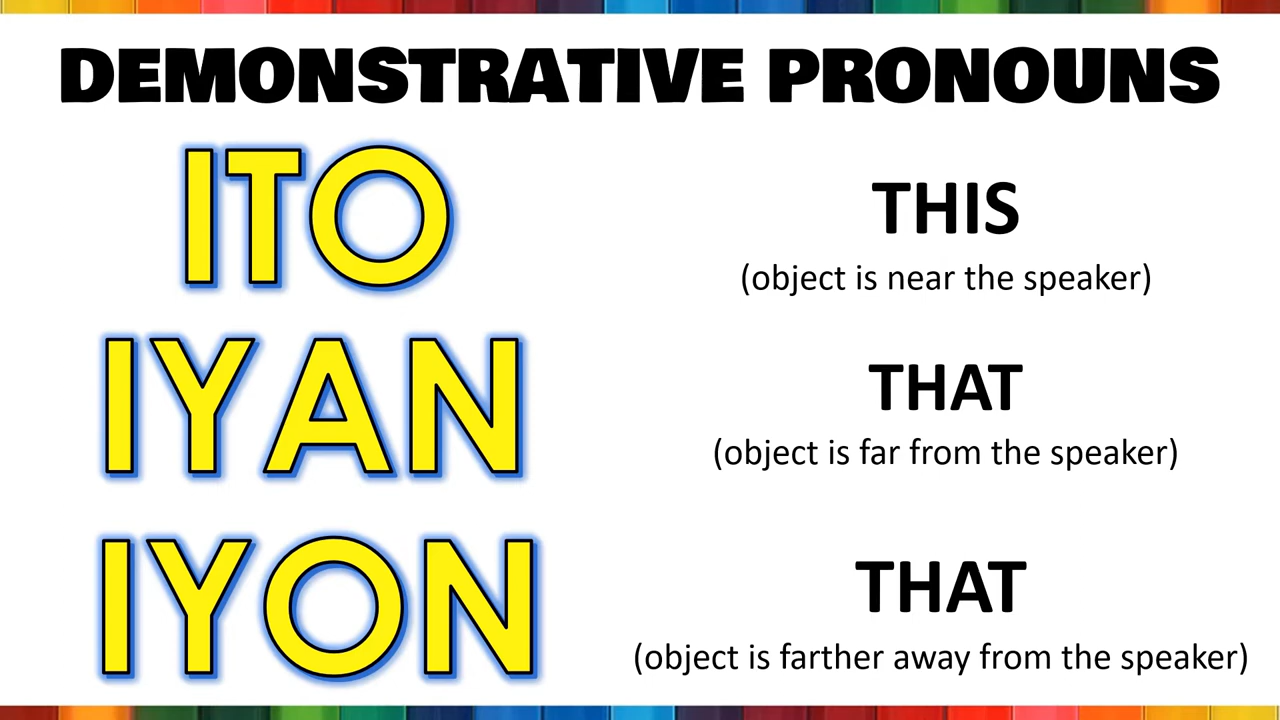 DEMONSTRATIVE PRONOUNS
ITO
THIS
(object is near the speaker)
IYAN
THAT
(object is far from the speaker)
IYON
THAT
(object is farther away from the speaker)